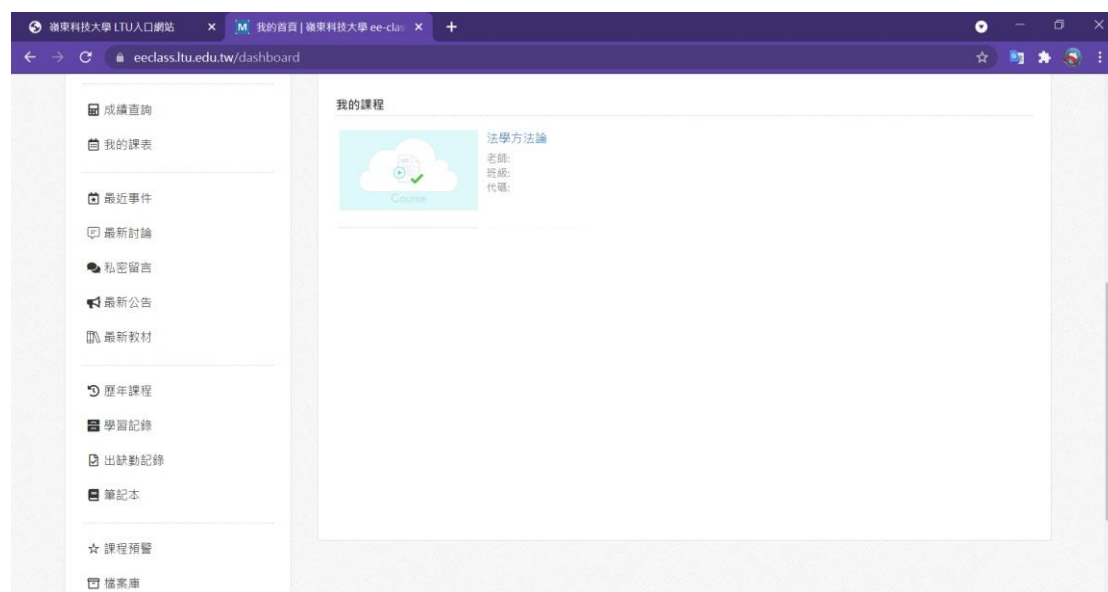 嶺東科技大學 LTU入口網站
我的首頁 | 嶺東科技大學 ee-clas
eeclass.ltu.edu.tw/dashboard
成績查詢
我的課表
最近事件
最新討論
私密留言
最新公告
最新教材
歷年課程
學習記錄
出缺勤記錄
筆記本
課程預警
檔案庫
我的課程
Course
法學方法論
老師:
班級:
代碼: